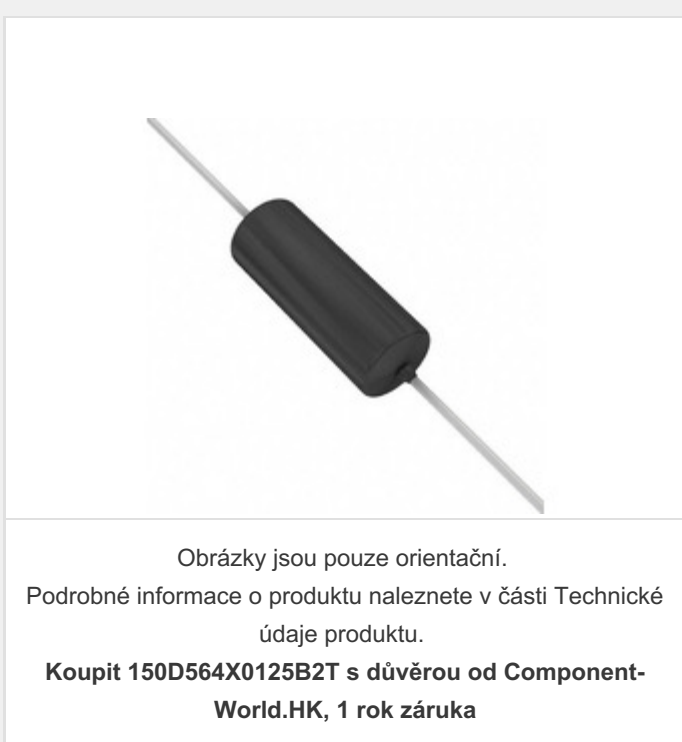 Obrázky jsou pouze orientační.
Podrobné informace o produktu naleznete v části Technické
údaje produktu.
Koupit 150D564X0125B2T s důvěrou od Component-
World.HK, 1 rok záruka